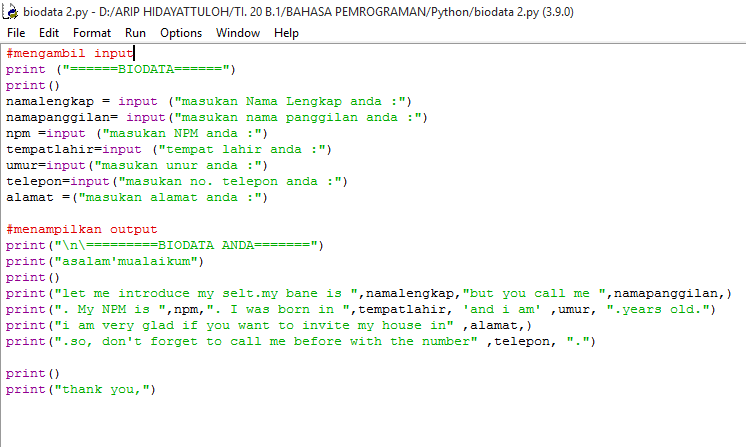 biodata 2.py - D:/ARIP HIDAYATTULOH/TI. 20 B.1/BAHASA PEMROGRAMAN/Python/biodata 2.py (3.9.0)
File Edit Format Run Options Window Help
#mengambil input
print ("======BIODATA======")
print()
namalengkap = input ("masukan Nama Lengkap anda :")
namapanggilan= input("masukan nama panggilan anda :")
npm =input ("masukan NPM anda :")
tempatlahir=input ("tempat lahir anda :")
umur=input("masukan unur anda :")
telepon=input("masukan no. telepon anda :")
alamat =("masukan alamat anda :")
#menampilkan output
print("\n\=========BIODATA ANDA=======")
print("asalam'mualaikum")
print()
print("let me introduce my selt.my bane is ",namalengkap,"but you call me ",namapanggilan,)
print(". My NPM is ",npm,". I was born in ",tempatlahir, 'and i am' ,umur, ".years old.")
print("i am very glad if you want to invite my house in" ,alamat,)
print(".so, don't forget to call me before with the number" ,telepon, ".")
print()
print("thank you,")